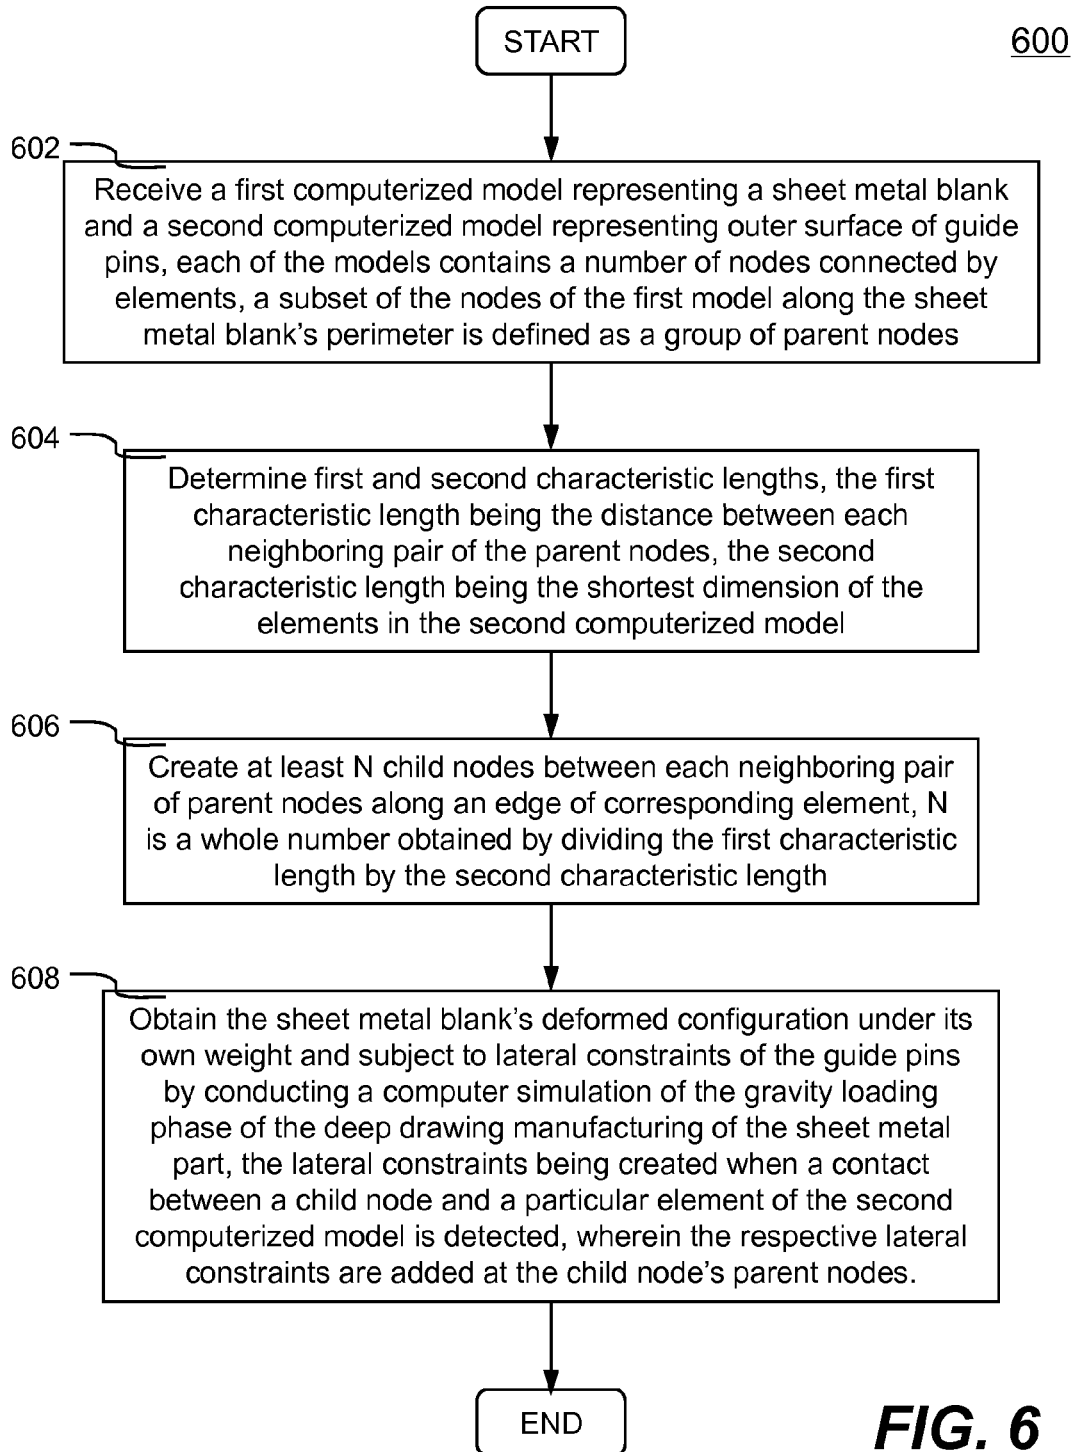 START
600
602
Receive a first computerized model representing a sheet metal blank
and a second computerized model representing outer surface of guide
pins, each of the models contains a number of nodes connected by
elements, a subset of the nodes of the first model along the sheet
metal blank's perimeter is defined as a group of parent nodes
604
Determine first and second characteristic lengths, the first
characteristic length being the distance between each
neighboring pair of the parent nodes, the second
characteristic length being the shortest dimension of the
elements in the second computerized model
606
Create at least N child nodes between each neighboring pair
of parent nodes along an edge of corresponding element, N
is a whole number obtained by dividing the first characteristic
length by the second characteristic length
608
Obtain the sheet metal blank's deformed configuration under its
own weight and subject to lateral constraints of the guide pins
by conducting a computer simulation of the gravity loading
phase of the deep drawing manufacturing of the sheet metal
part, the lateral constraints being created when a contact
between a child node and a particular element of the second
computerized model is detected, wherein the respective lateral
constraints are added at the child node's parent nodes.
END
FIG. 6